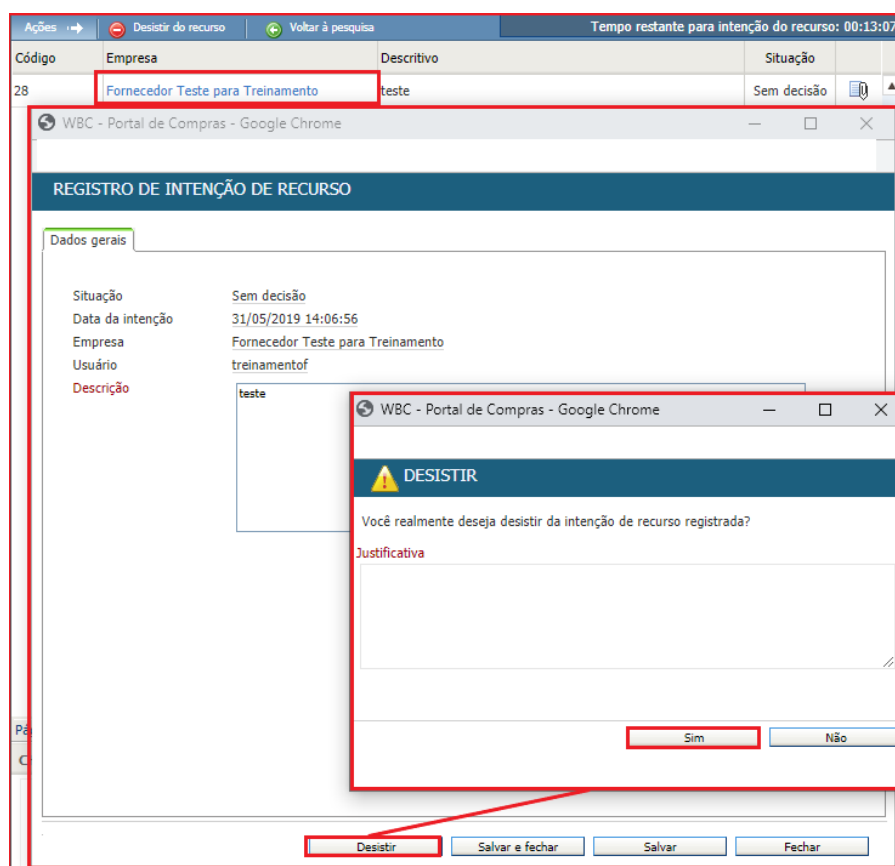 Ações Desistir do recurso Voltar à pesquisa Tempo restante para intenção do recurso: 00:13:07
Código Empresa Descritivo Situação
28 Fornecedor Teste para Treinamento teste Sem decisão
WBC - Portal de Compras - Google Chrome
REGISTRO DE INTENÇÃO DE RECURSO
Dados gerais
Situação Sem decisão
Data da intenção 31/05/2019 14:06:56
Empresa Fornecedor Teste para Treinamento
Usuário treinamentof
Descrição teste
WBC - Portal de Compras - Google Chrome
DESISTIR
Você realmente deseja desistir da intenção de recurso registrada?
Justificativa
Sim Não
Desistir Salvar e fechar Salvar Fechar